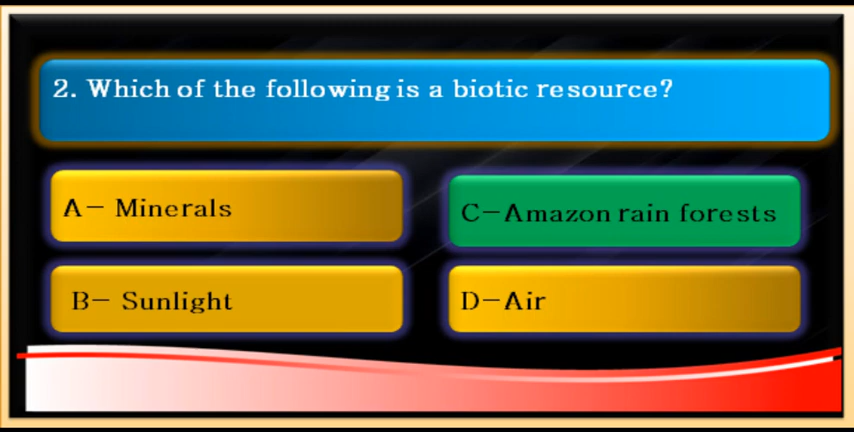 2. Which of the following is a biotic resource?
A- Minerals
C-Amazon rain forests
B- Sunlight
D-Air